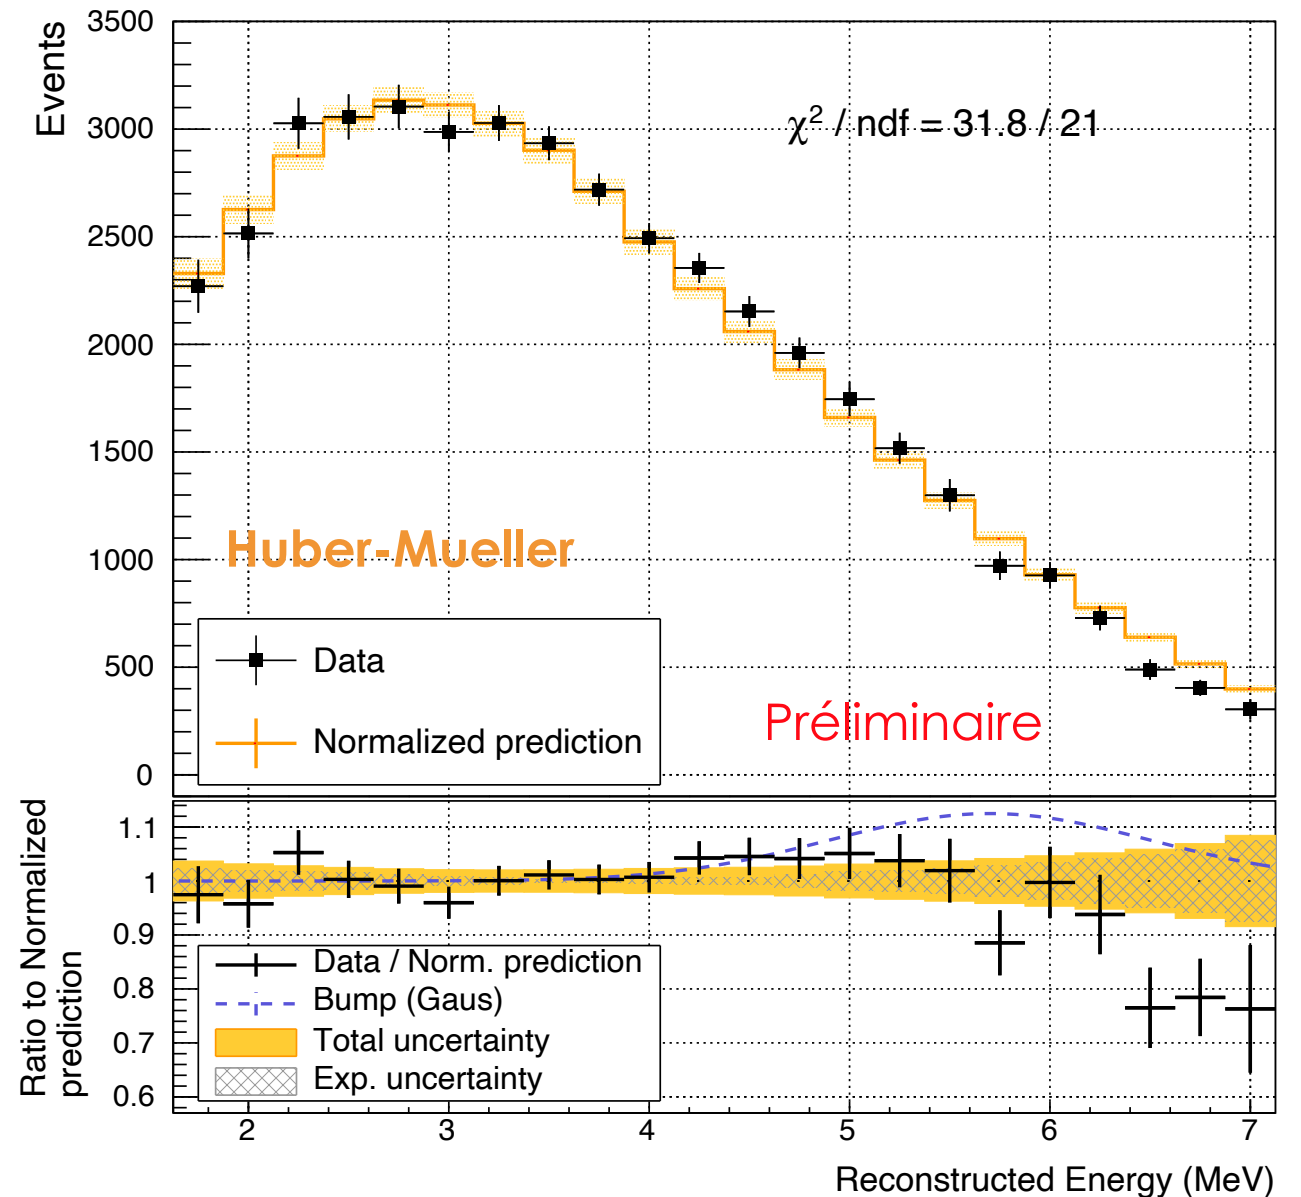 Events
3500
3000
2500
2000
1500
1000
500
0
χ² / ndf = 31.8 / 21
Huber-Mueller
Data
Normalized prediction
Préliminaire
Ratio to Normalized
prediction
1.1
1
0.9
0.8
0.7
0.6
Data / Norm. prediction
Bump (Gaus)
Total uncertainty
Exp. uncertainty
2 3 4 5 6 7
Reconstructed Energy (MeV)